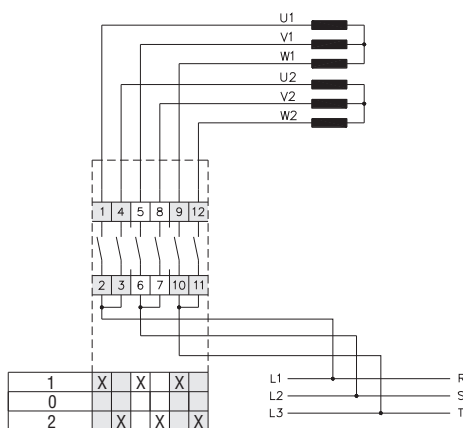 U1
V1
W1
U2
V2
W2
1 4 5 8 9 12
2 3 6 7 10 11
1 X X X
0
2 X X X
L1 R
L2 S
L3 T